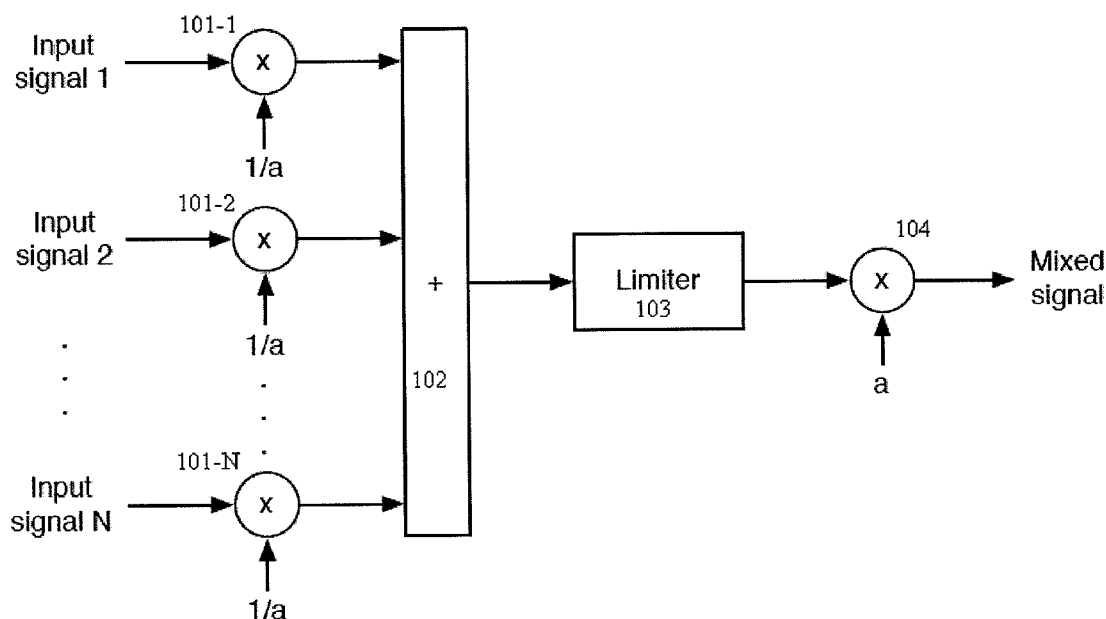 101-1
Input
signal 1
x
1/a
101-2
Input
signal 2
x
1/a
+
102
Limiter
103
104
x
a
Mixed
signal
101-N
Input
signal N
x
1/a